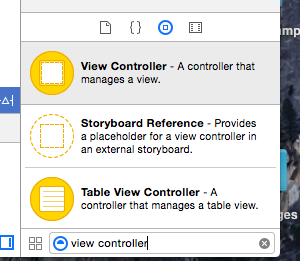 View Controller - A controller that
manages a view.
서
Storyboard Reference - Provides
a placeholder for a view controller in
an external storyboard.
Table View Controller - A
controller that manages a table view.
view controller